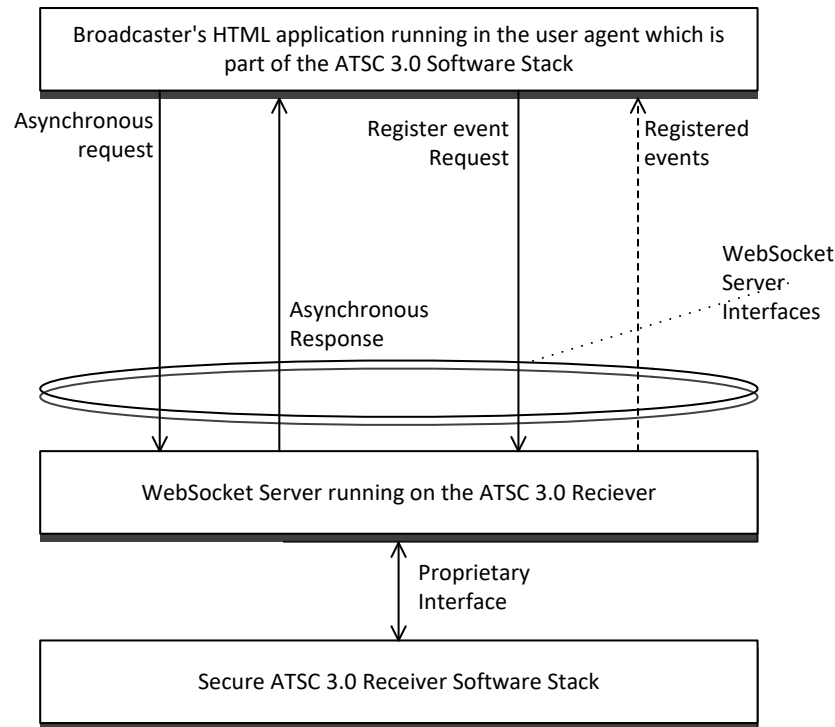 Broadcaster's HTML application running in the user agent which is
part of the ATSC 3.0 Software Stack
Asynchronous
request
Register event
Request
Registered
events
WebSocket
Server
Interfaces
Asynchronous
Response
WebSocket Server running on the ATSC 3.0 Reciever
Proprietary
Interface
Secure ATSC 3.0 Receiver Software Stack